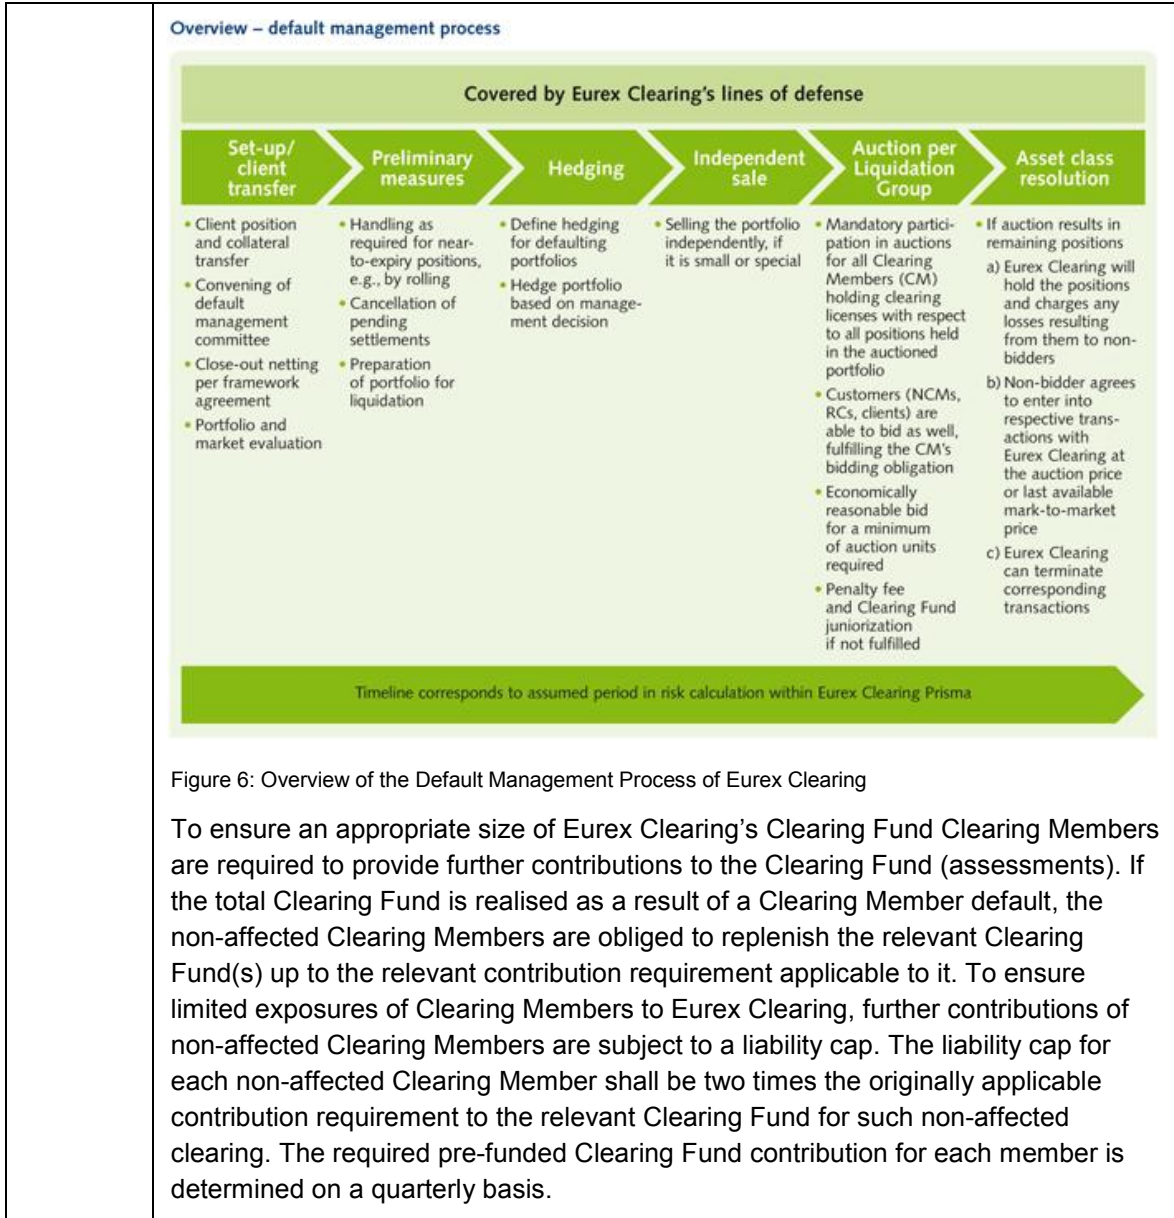 Overview – default management process
Covered by Eurex Clearing's lines of defense
Set-up/
client
transfer
Preliminary
measures
Hedging
Independent
sale
Auction per
Liquidation
Group
Asset class
resolution
• Client position
and collateral
transfer
• Convening of
default
management
committee
• Close-out netting
per framework
agreement
• Portfolio and
market evaluation
• Handling as
required for near-
to-expiry positions,
e.g., by rolling
• Cancellation of
pending
settlements
• Preparation
of portfolio for
liquidation
• Define hedging
for defaulting
portfolios
• Hedge portfolio
based on manage-
ment decision
• Selling the portfolio
independently, if
it is small or special
• Mandatory partici-
pation in auctions
for all Clearing
Members (CM)
holding clearing
licenses with respect
to all positions held
in the auctioned
portfolio
• Customers (NCMs,
RCs, clients) are
able to bid as well,
fulfilling the CM's
bidding obligation
• Economically
reasonable bid
for a minimum
of auction units
required
• Penalty fee
and Clearing Fund
juniorization
if not fulfilled
• If auction results in
remaining positions
a) Eurex Clearing will
hold the positions
and charges any
losses resulting
from them to non-
bidders
b) Non-bidder agrees
to enter into
respective trans-
actions with
Eurex Clearing at
the auction price
or last available
mark-to-market
price
c) Eurex Clearing
can terminate
corresponding
transactions
Timeline corresponds to assumed period in risk calculation within Eurex Clearing Prisma
Figure 6: Overview of the Default Management Process of Eurex Clearing
To ensure an appropriate size of Eurex Clearing's Clearing Fund Clearing Members
are required to provide further contributions to the Clearing Fund (assessments). If
the total Clearing Fund is realised as a result of a Clearing Member default, the
non-affected Clearing Members are obliged to replenish the relevant Clearing
Fund(s) up to the relevant contribution requirement applicable to it. To ensure
limited exposures of Clearing Members to Eurex Clearing, further contributions of
non-affected Clearing Members are subject to a liability cap. The liability cap for
each non-affected Clearing Member shall be two times the originally applicable
contribution requirement to the relevant Clearing Fund for such non-affected
clearing. The required pre-funded Clearing Fund contribution for each member is
determined on a quarterly basis.